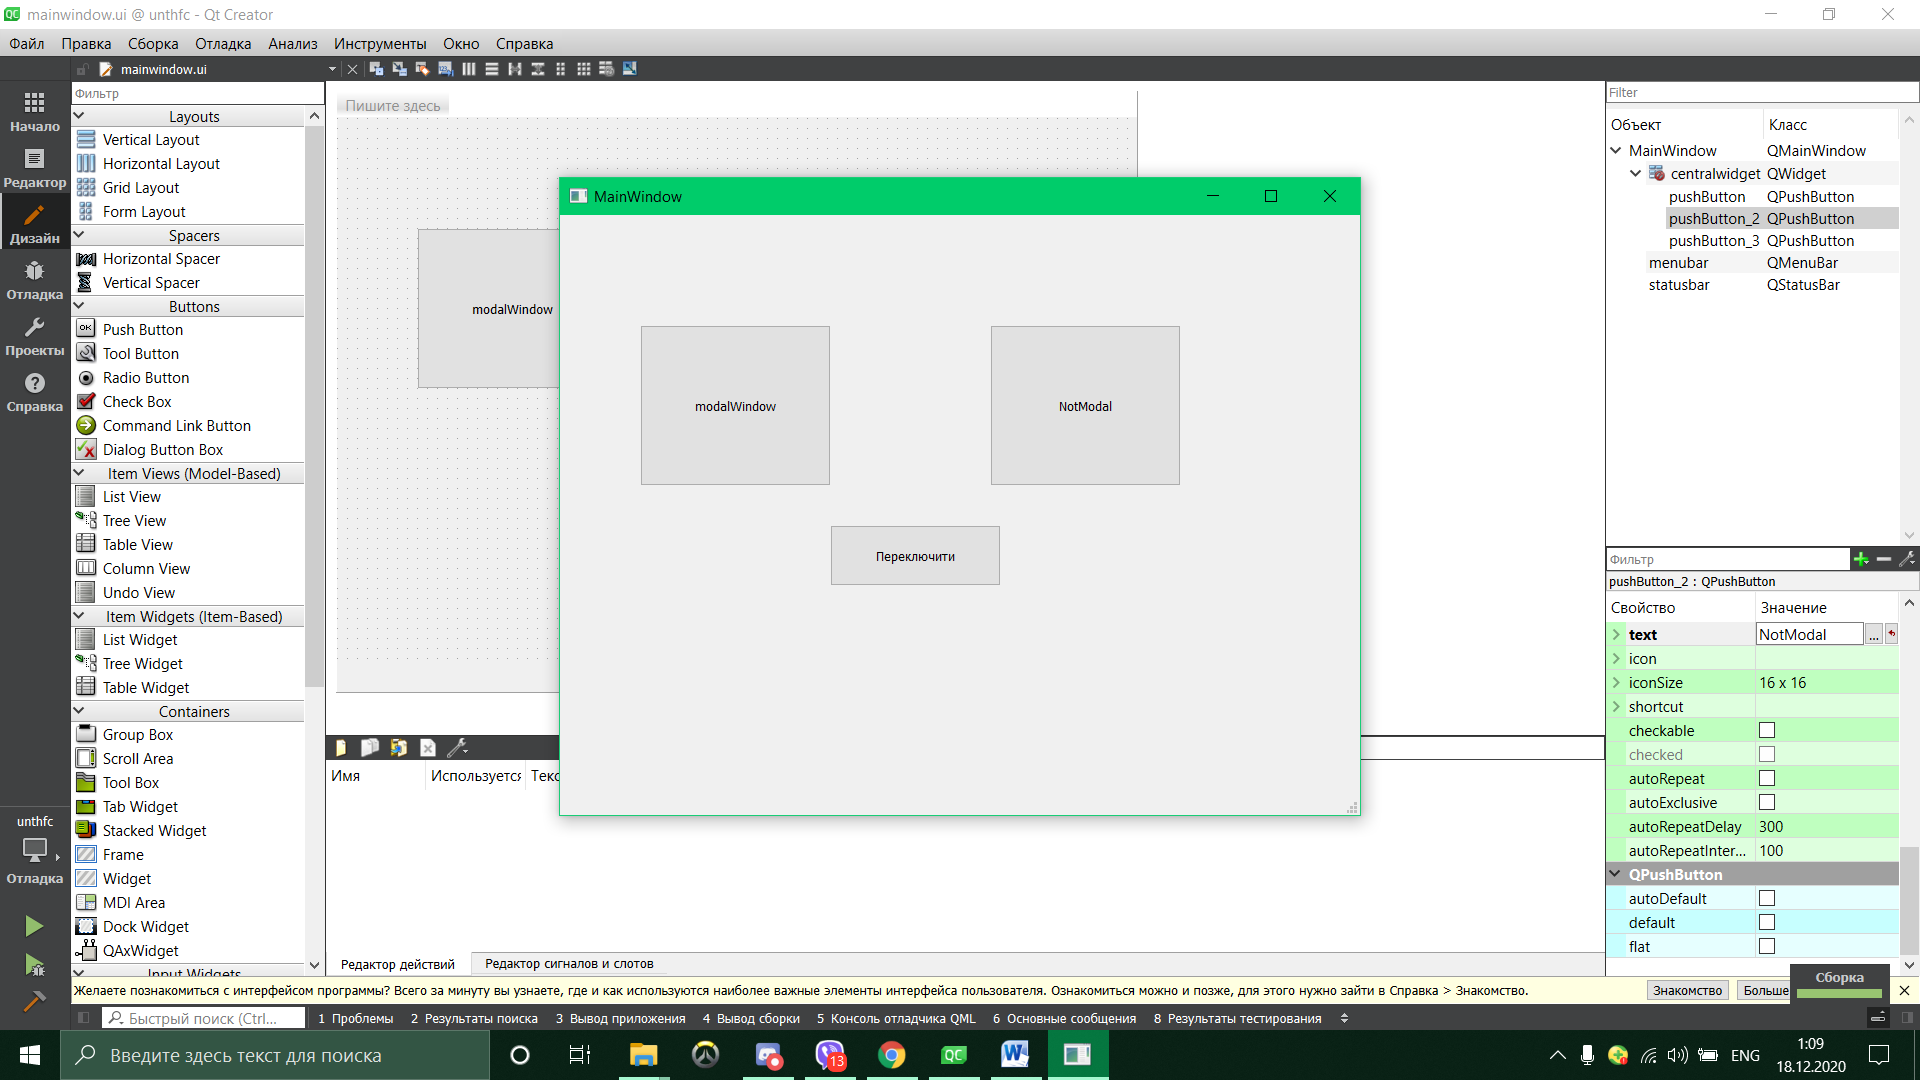 mainwindow.ui @ unthfc - Qt Creator
Файл Правка Сборка Отладка Анализ Инструменты Окно Справка
mainwindow.ui
Начало
Редактор
Дизайн
Отладка
Проекты
Справка
unthfc
Отладка
Фильтр
Layouts
Vertical Layout
Horizontal Layout
Grid Layout
Form Layout
Spacers
Horizontal Spacer
Vertical Spacer
Buttons
Push Button
Tool Button
Radio Button
Check Box
Command Link Button
Dialog Button Box
Item Views (Model-Based)
List View
Tree View
Table View
Column View
Undo View
Item Widgets (Item-Based)
List Widget
Tree Widget
Table Widget
Containers
Group Box
Scroll Area
Tool Box
Tab Widget
Stacked Widget
Frame
Widget
MDI Area
Dock Widget
QAxWidget
Input Widgets
Пишите здесь
modalWindow
MainWindow
modalWindow
NotModal
Переключити
Имя Используется Текс
Редактор действий Редактор сигналов и слотов
Filter
Объект Класс
MainWindow QMainWindow
centralwidget QWidget
pushButton QPushButton
pushButton_2 QPushButton
pushButton_3 QPushButton
menubar QMenuBar
statusbar QStatusBar
Фильтр
pushButton_2 : QPushButton
Свойство Значение
text NotModal ...
icon
iconSize 16 x 16
shortcut
checkable
checked
autoRepeat
autoExclusive
autoRepeatDelay 300
autoRepeatInter... 100
QPushButton
autoDefault
default
flat
Сборка
Желаете познакомиться с интерфейсом программы? Всего за минуту вы узнаете, где и как используются наиболее важные элементы интерфейса пользователя. Ознакомиться можно и позже, для этого нужно зайти в Справка > Знакомство. Знакомство Больше
Быстрый поиск (Ctrl... 1 Проблемы 2 Результаты поиска 3 Вывод приложения 4 Вывод сборки 5 Консоль отладчика QML 6 Основные сообщения 8 Результаты тестирования
Введите здесь текст для поиска
13
ENG
1:09
18.12.2020